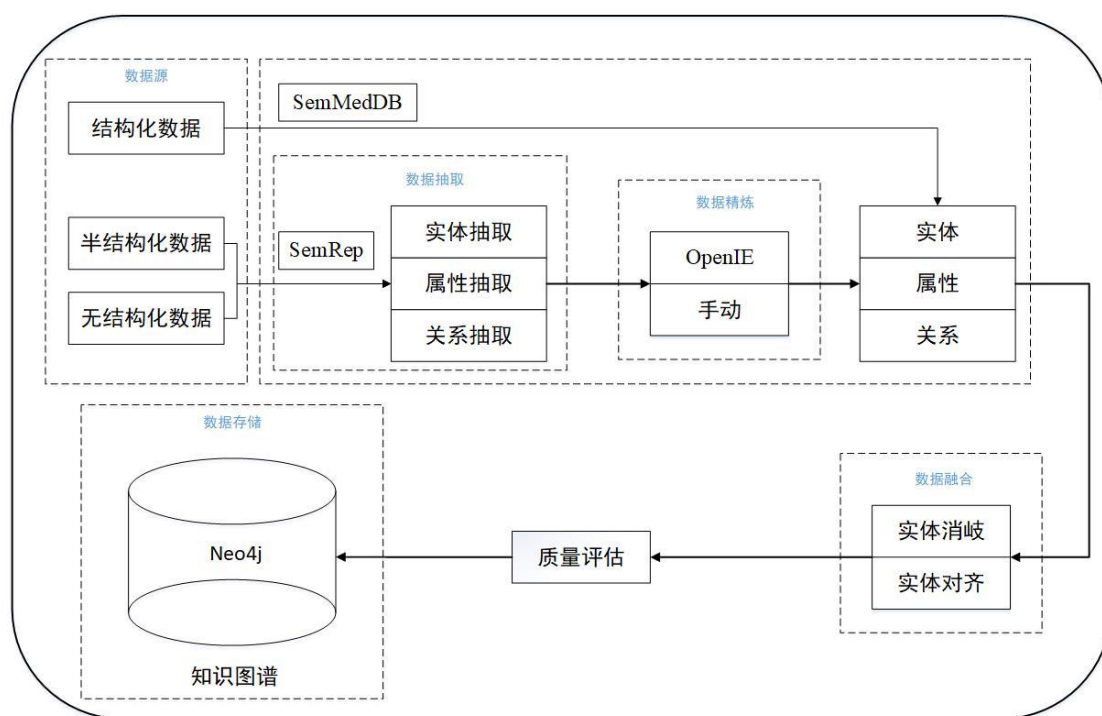 数据源
结构化数据
半结构化数据
无结构化数据
SemMedDB
SemRep
数据抽取
实体抽取
属性抽取
关系抽取
数据精炼
OpenIE
手动
实体
属性
关系
数据融合
实体消岐
实体对齐
质量评估
数据存储
Neo4j
知识图谱